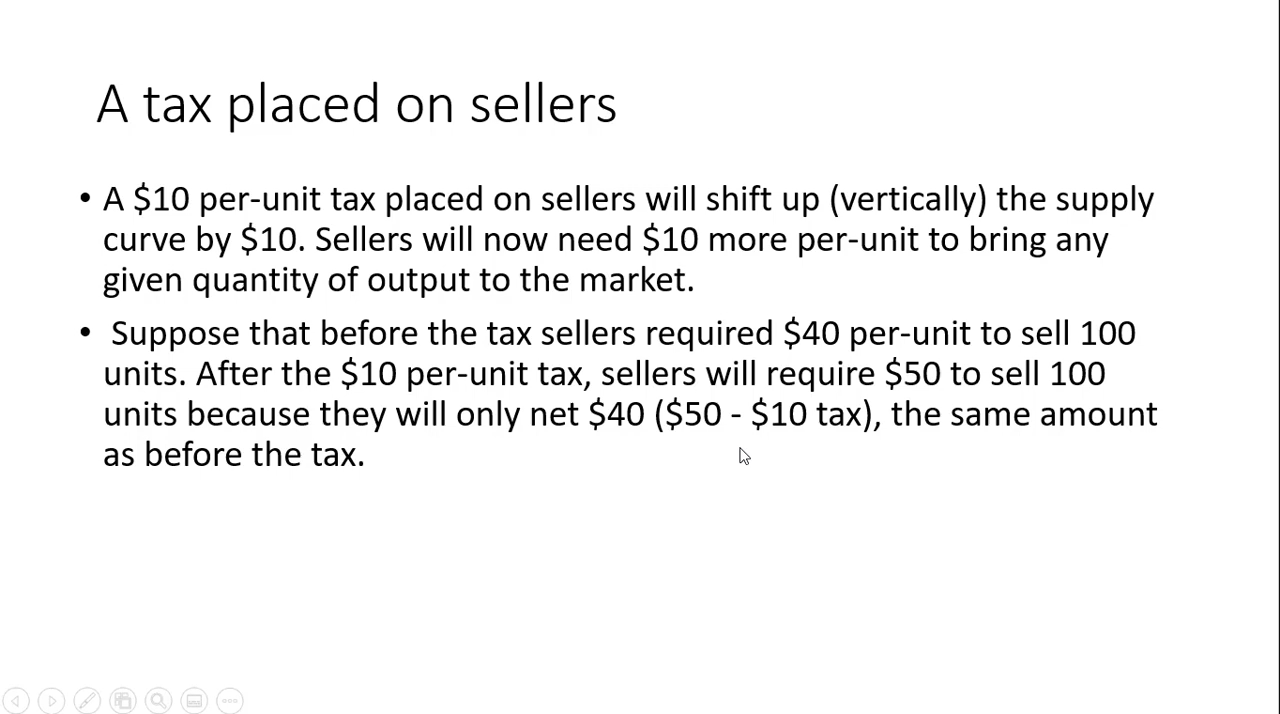 A tax placed on sellers
• A $10 per-unit tax placed on sellers will shift up (vertically) the supply
curve by $10. Sellers will now need $10 more per-unit to bring any
given quantity of output to the market.
• Suppose that before the tax sellers required $40 per-unit to sell 100
units. After the $10 per-unit tax, sellers will require $50 to sell 100
units because they will only net $40 ($50 - $10 tax), the same amount
as before the tax.